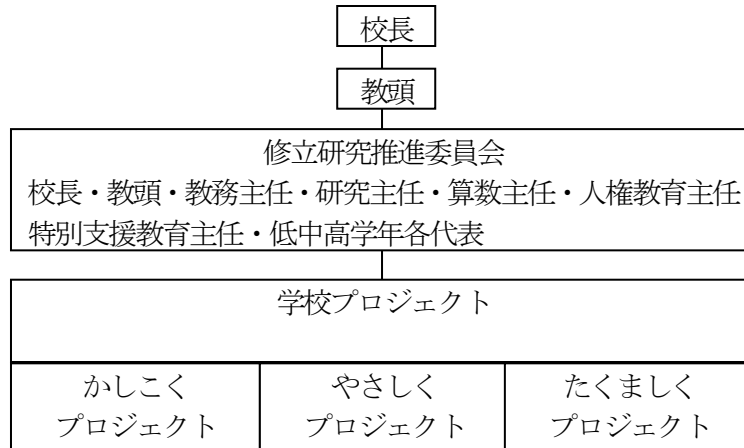 校長
教頭
修立研究推進委員会
校長・教頭・教務主任・研究主任・算数主任・人権教育主任
特別支援教育主任・低中高学年各代表
学校プロジェクト
かしこく
プロジェクト
やさしく
プロジェクト
たくましく
プロジェクト